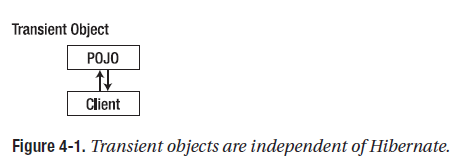 Transient Object
POJO
Client
Figure 4-1. Transient objects are independent of Hibernate.